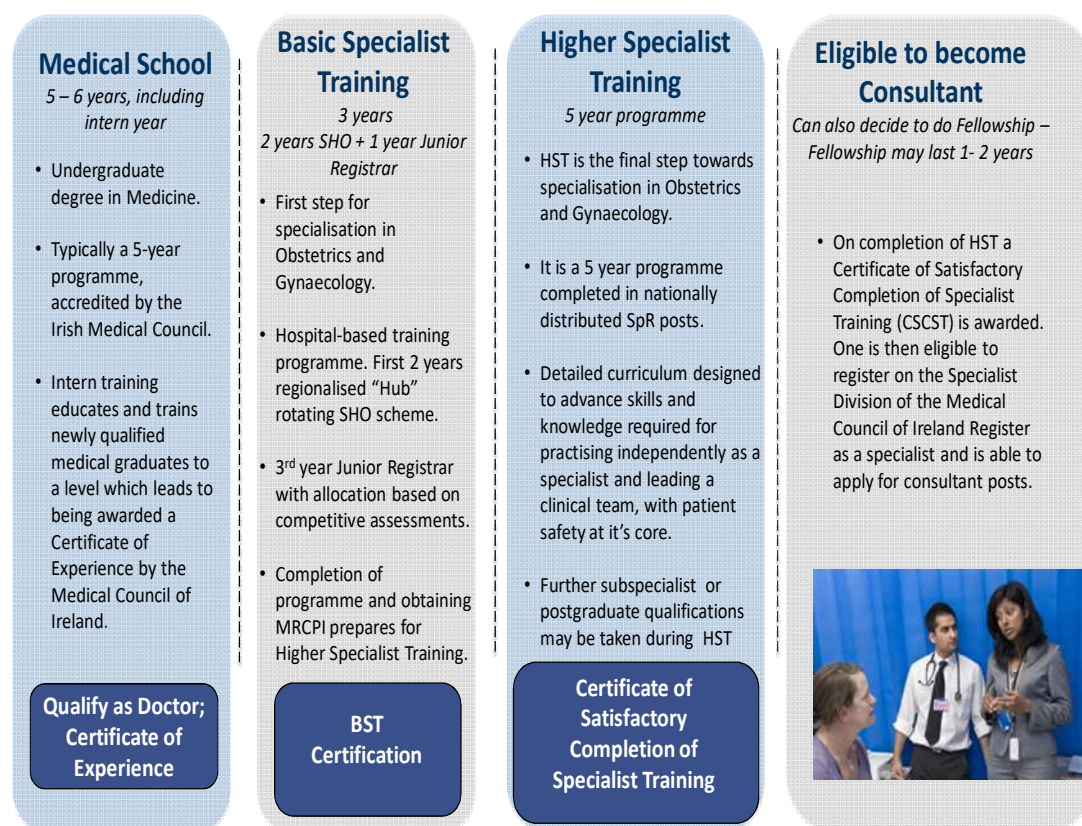 Medical School
5 – 6 years, including
intern year
• Undergraduate
degree in Medicine.
• Typically a 5-year
programme,
accredited by the
Irish Medical Council.
• Intern training
educates and trains
newly qualified
medical graduates to
a level which leads to
being awarded a
Certificate of
Experience by the
Medical Council of
Ireland.
Qualify as Doctor;
Certificate of
Experience
Basic Specialist
Training
3 years
2 years SHO + 1 year Junior
Registrar
• First step for
specialisation in
Obstetrics and
Gynaecology.
• Hospital-based training
programme. First 2 years
regionalised “Hub”
rotating SHO scheme.
• 3rd year Junior Registrar
with allocation based on
competitive assessments.
• Completion of
programme and obtaining
MRCPI prepares for
Higher Specialist Training.
BST
Certification
Higher Specialist
Training
5 year programme
• HST is the final step towards
specialisation in Obstetrics
and Gynaecology.
• It is a 5 year programme
completed in nationally
distributed SpR posts.
• Detailed curriculum designed
to advance skills and
knowledge required for
practising independently as a
specialist and leading a
clinical team, with patient
safety at it’s core.
• Further subspecialist or
postgraduate qualifications
may be taken during HST
Certificate of
Satisfactory
Completion of
Specialist Training
Eligible to become
Consultant
Can also decide to do Fellowship –
Fellowship may last 1- 2 years
• On completion of HST a
Certificate of Satisfactory
Completion of Specialist
Training (CSCST) is awarded.
One is then eligible to
register on the Specialist
Division of the Medical
Council of Ireland Register
as a specialist and is able to
apply for consultant posts.